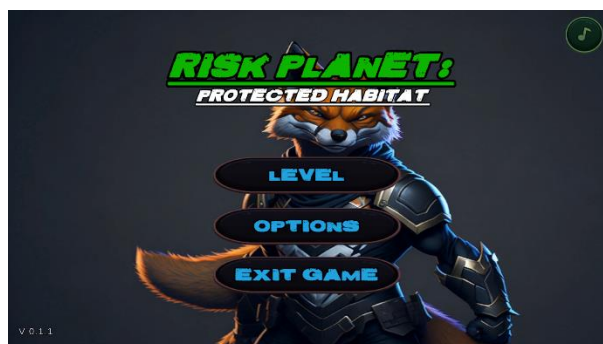 RISK PLANET:
PROTECTED HABITAT
LEVEL
OPTIONS
EXIT GAME
V 0.1.1